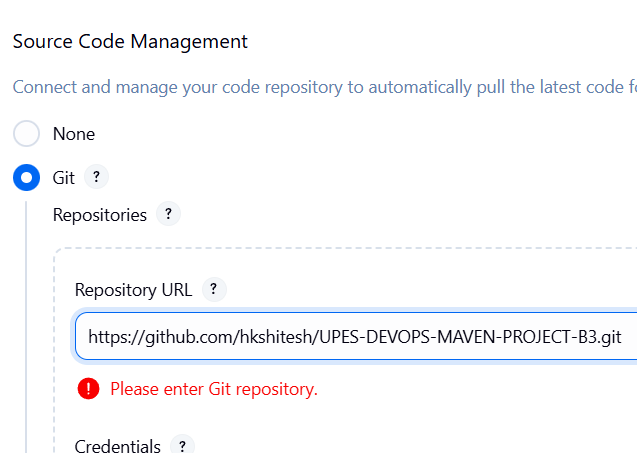 Source Code Management
Connect and manage your code repository to automatically pull the latest code
None
Git ?
Repositories ?
Repository URL ?
https://github.com/hkshitesh/UPES-DEVOPS-MAVEN-PROJECT-B3.git
! Please enter Git repository.
Credentials ?